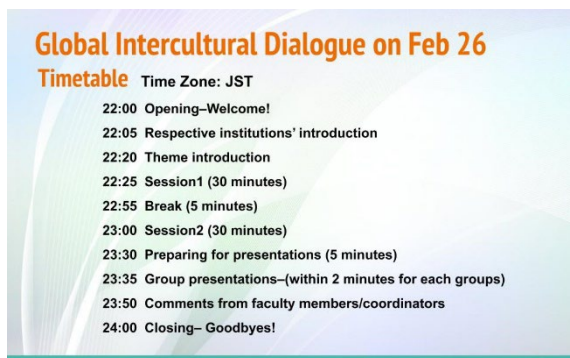 Global Intercultural Dialogue on Feb 26
Timetable Time Zone: JST
22:00 Opening–Welcome!
22:05 Respective institutions’ introduction
22:20 Theme introduction
22:25 Session1 (30 minutes)
22:55 Break (5 minutes)
23:00 Session2 (30 minutes)
23:30 Preparing for presentations (5 minutes)
23:35 Group presentations–(within 2 minutes for each groups)
23:50 Comments from faculty members/coordinators
24:00 Closing– Goodbyes!